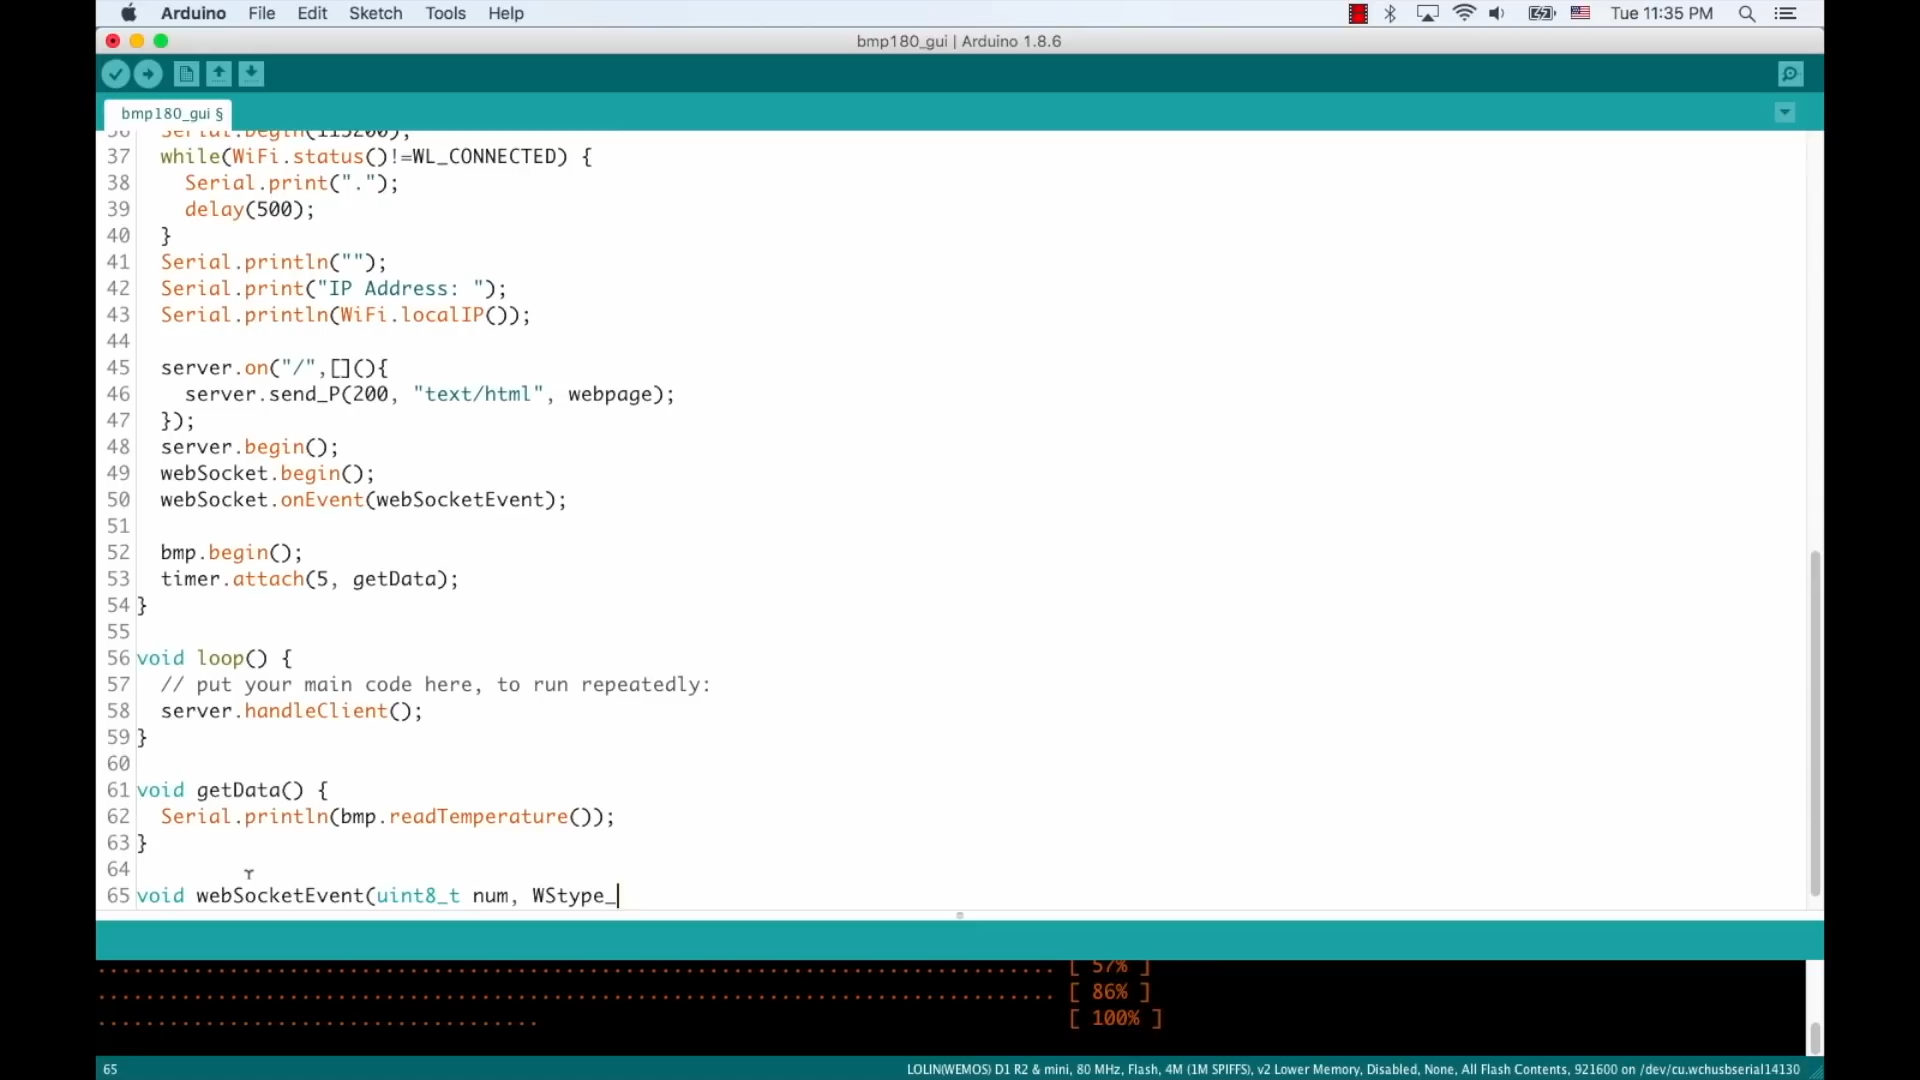 Arduino File Edit Sketch Tools Help Tue 11:35 PM
bmp180_gui | Arduino 1.8.6
bmp180_gui §
36 Serial.begin(115200);
37 while(WiFi.status()!=WL_CONNECTED) {
38 Serial.print(".");
39 delay(500);
40 }
41 Serial.println("");
42 Serial.print("IP Address: ");
43 Serial.println(WiFi.localIP());
44
45 server.on("/",[](){
46 server.send_P(200, "text/html", webpage);
47 });
48 server.begin();
49 webSocket.begin();
50 webSocket.onEvent(webSocketEvent);
51
52 bmp.begin();
53 timer.attach(5, getData);
54 }
55
56 void loop() {
57 // put your main code here, to run repeatedly:
58 server.handleClient();
59 }
60
61 void getData() {
62 Serial.println(bmp.readTemperature());
63 }
64
65 void webSocketEvent(uint8_t num, WStype_
................................................................................ [ 57% ]
................................................................................ [ 86% ]
..................................... [ 100% ]
65 LOLIN(WEMOS) D1 R2 & mini, 80 MHz, Flash, 4M (1M SPIFFS), v2 Lower Memory, Disabled, None, All Flash Contents, 921600 on /dev/cu.wchusbserial14130